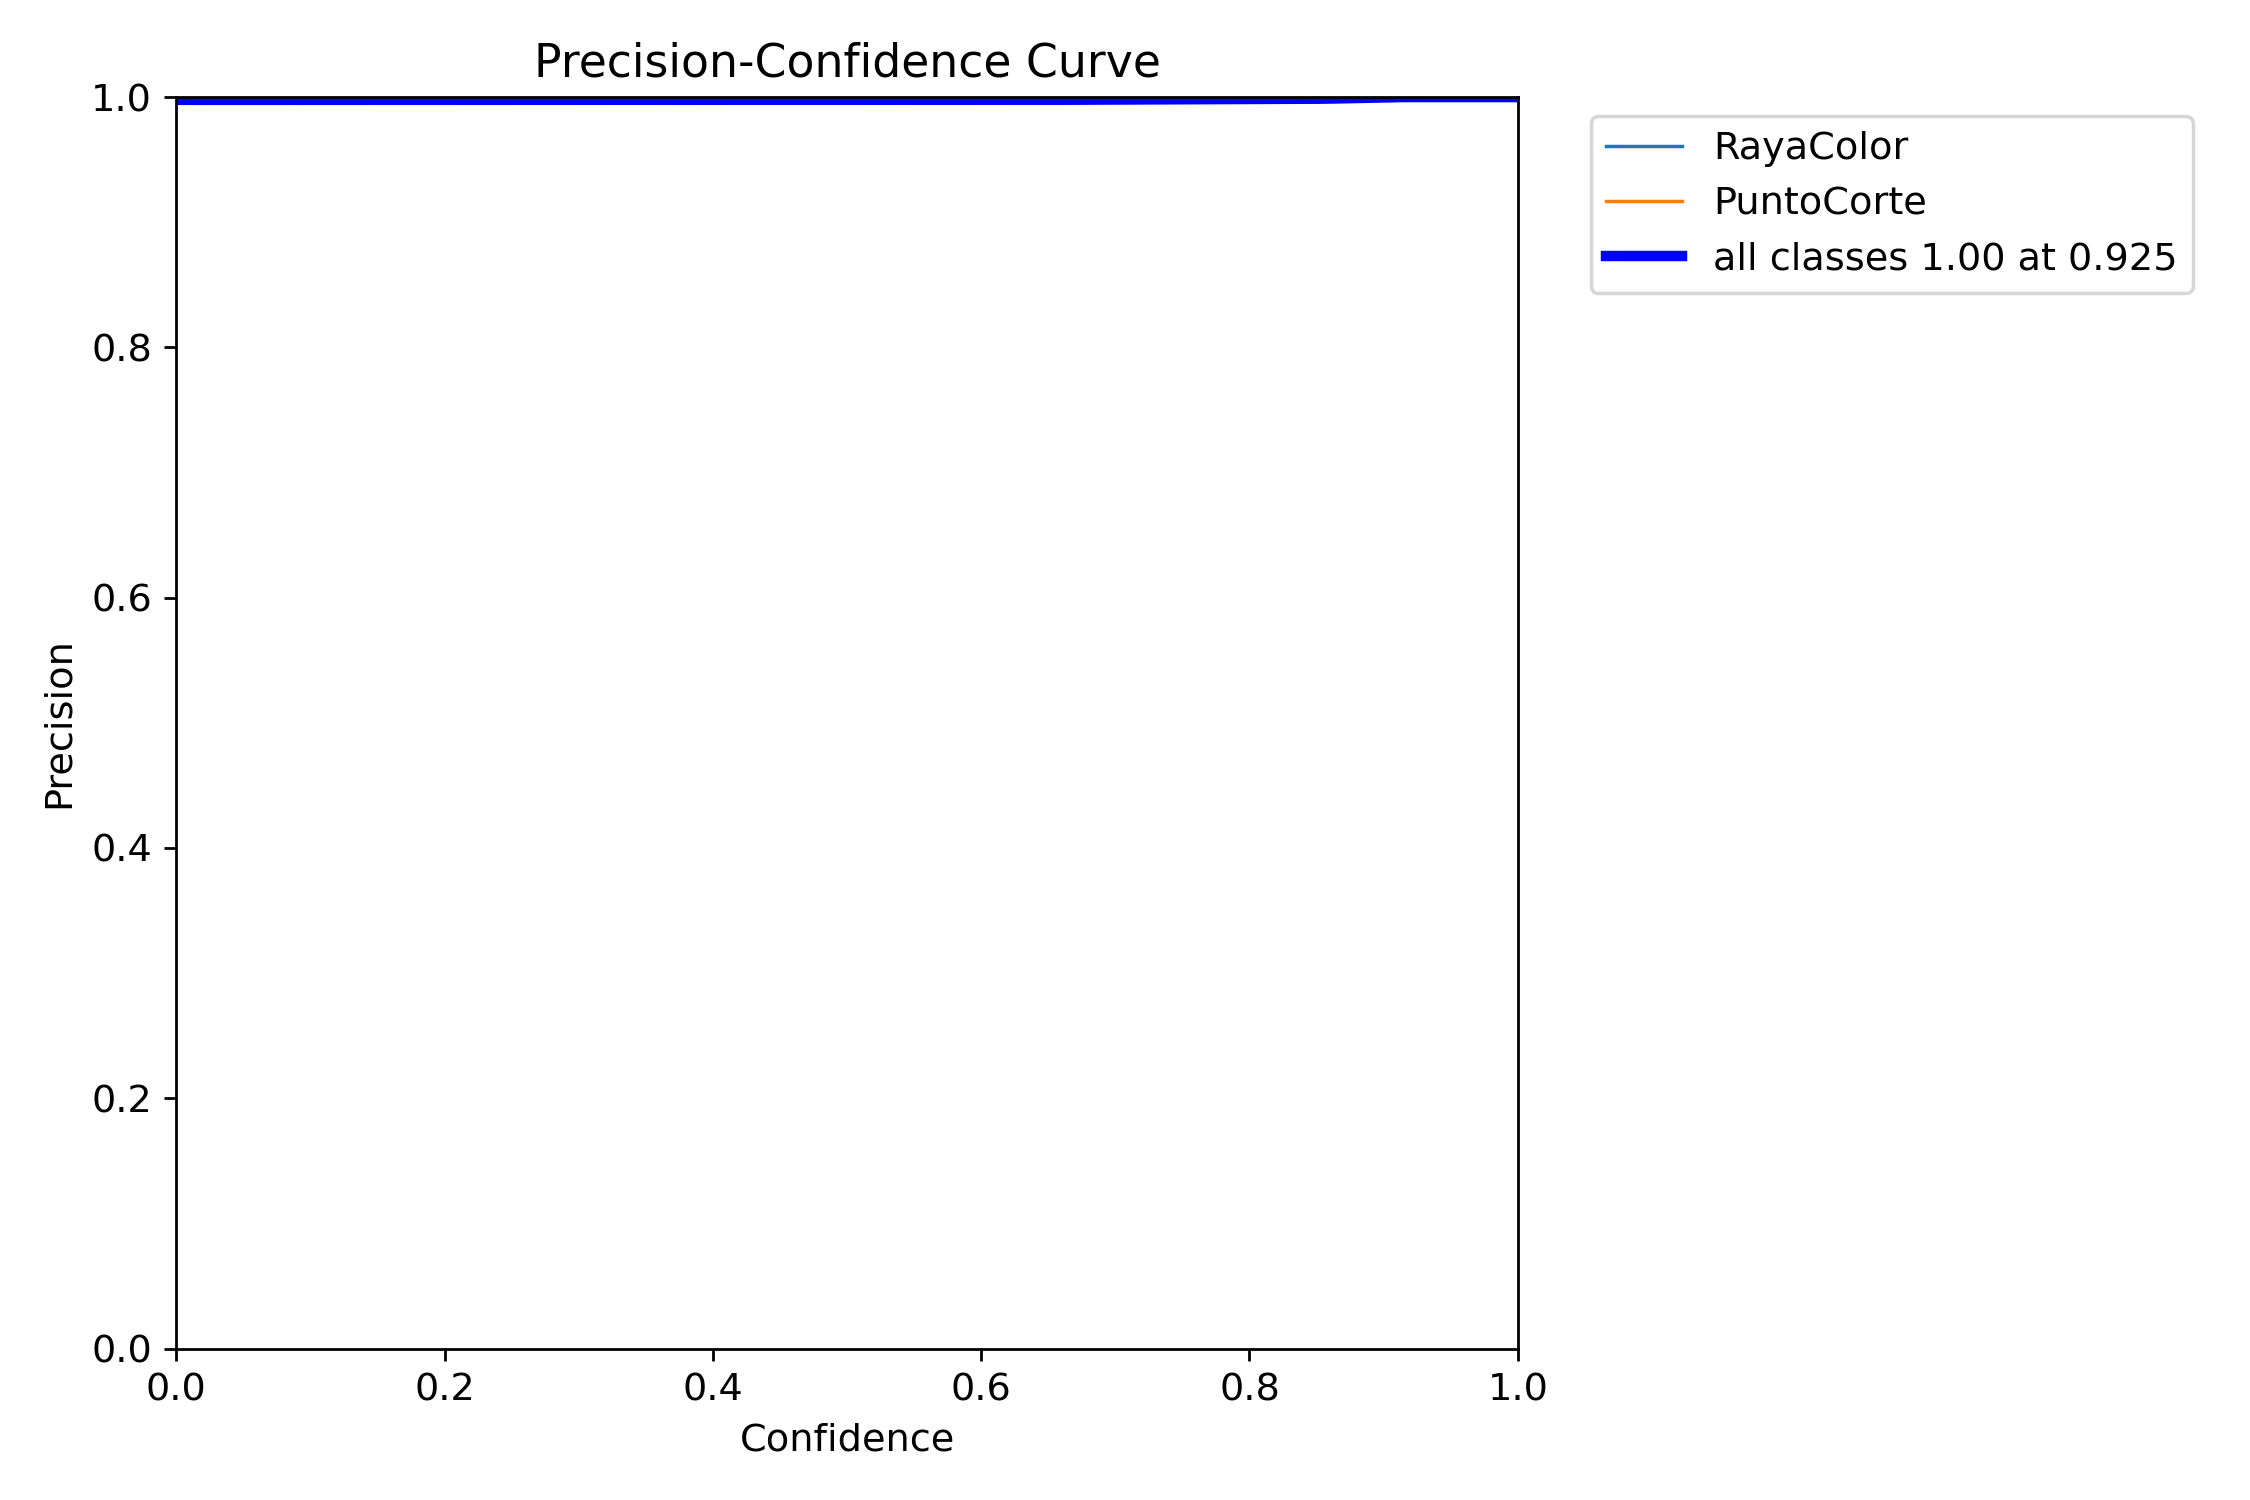 Precision-Confidence Curve
1.0
0.8
0.6
0.4
0.2
0.0
Precision
0.0 0.2 0.4 0.6 0.8 1.0
Confidence
RayaColor
PuntoCorte
all classes 1.00 at 0.925